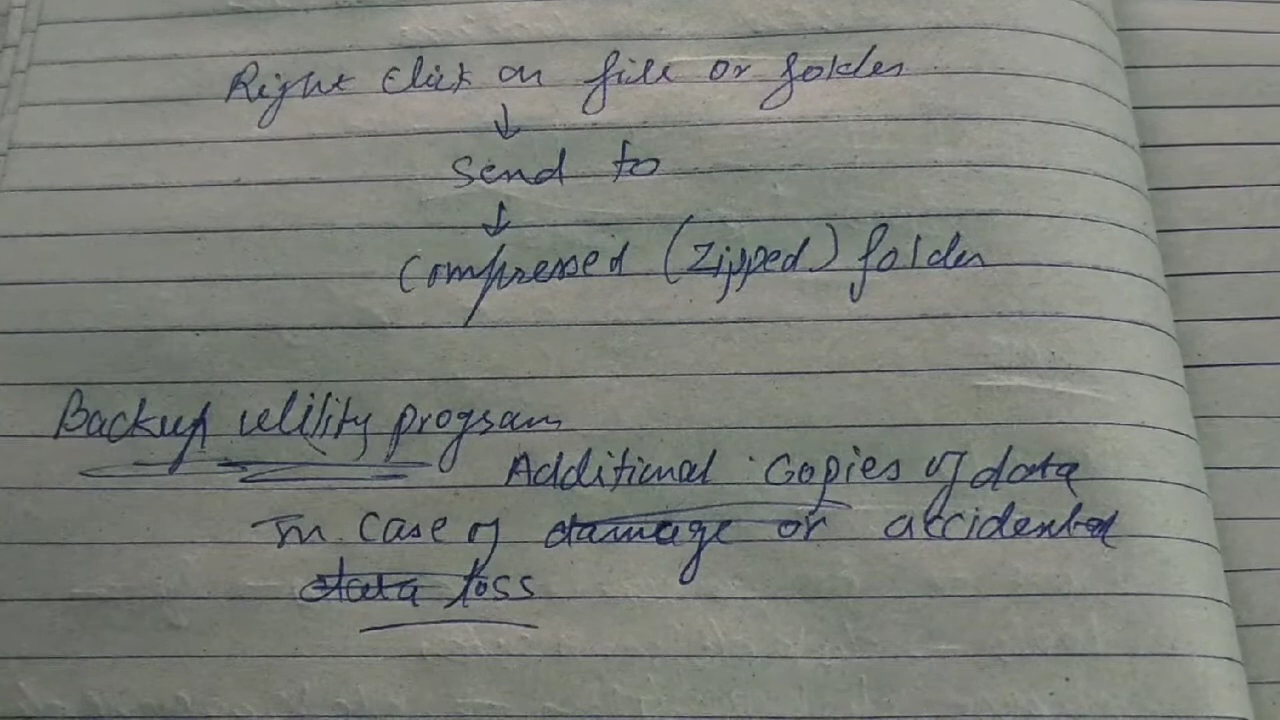 Right click on file or folder
↓
Send to
↓
Compressed (Zipped) folder
Backup utility program
Additional Copies of data
In case of damage or accidental
data loss